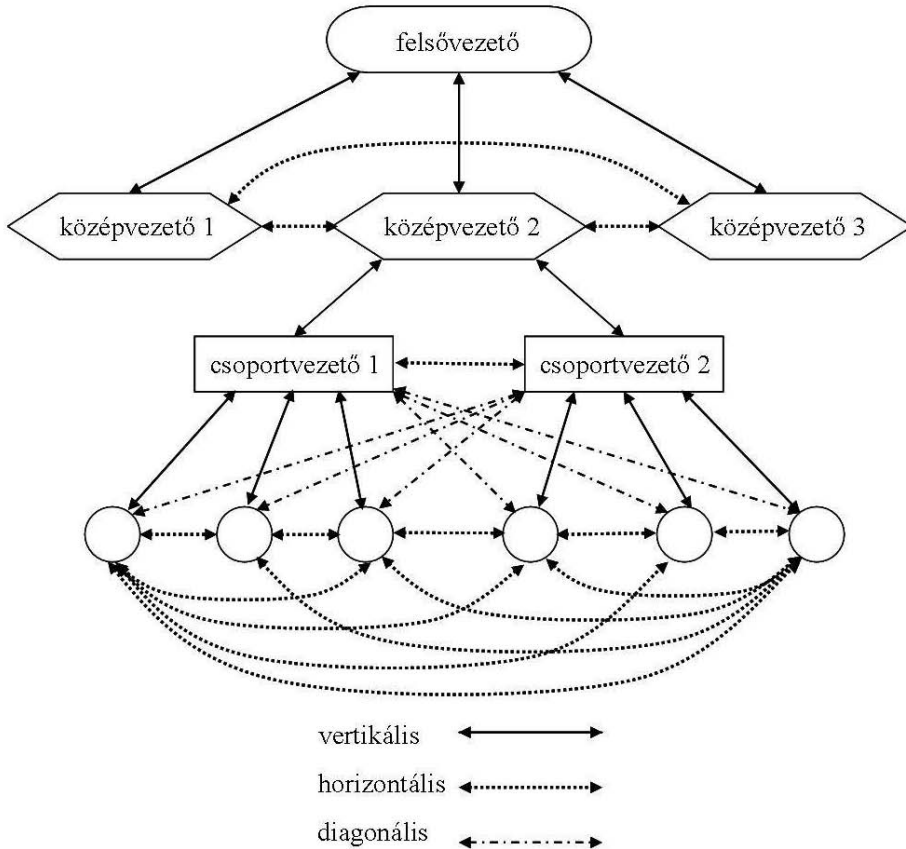 felsővezető
középvezető 1
középvezető 2
középvezető 3
csoportvezető 1
csoportvezető 2
vertikális
horizontális
diagonális